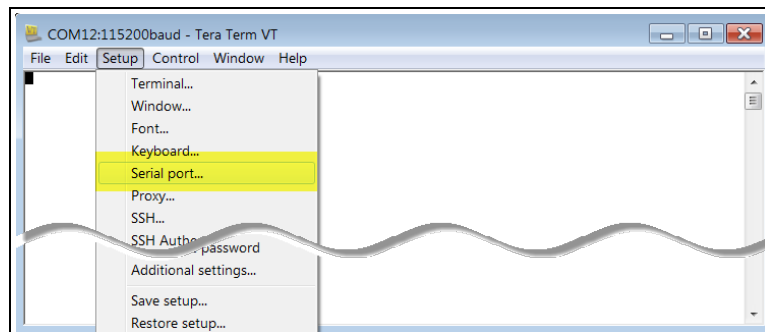 COM12:115200baud - Tera Term VT
File Edit Setup Control Window Help
Terminal...
Window...
Font...
Keyboard...
Serial port...
Proxy...
SSH...
SSH
password
Additional settings...
Save setup...
Restore setup...